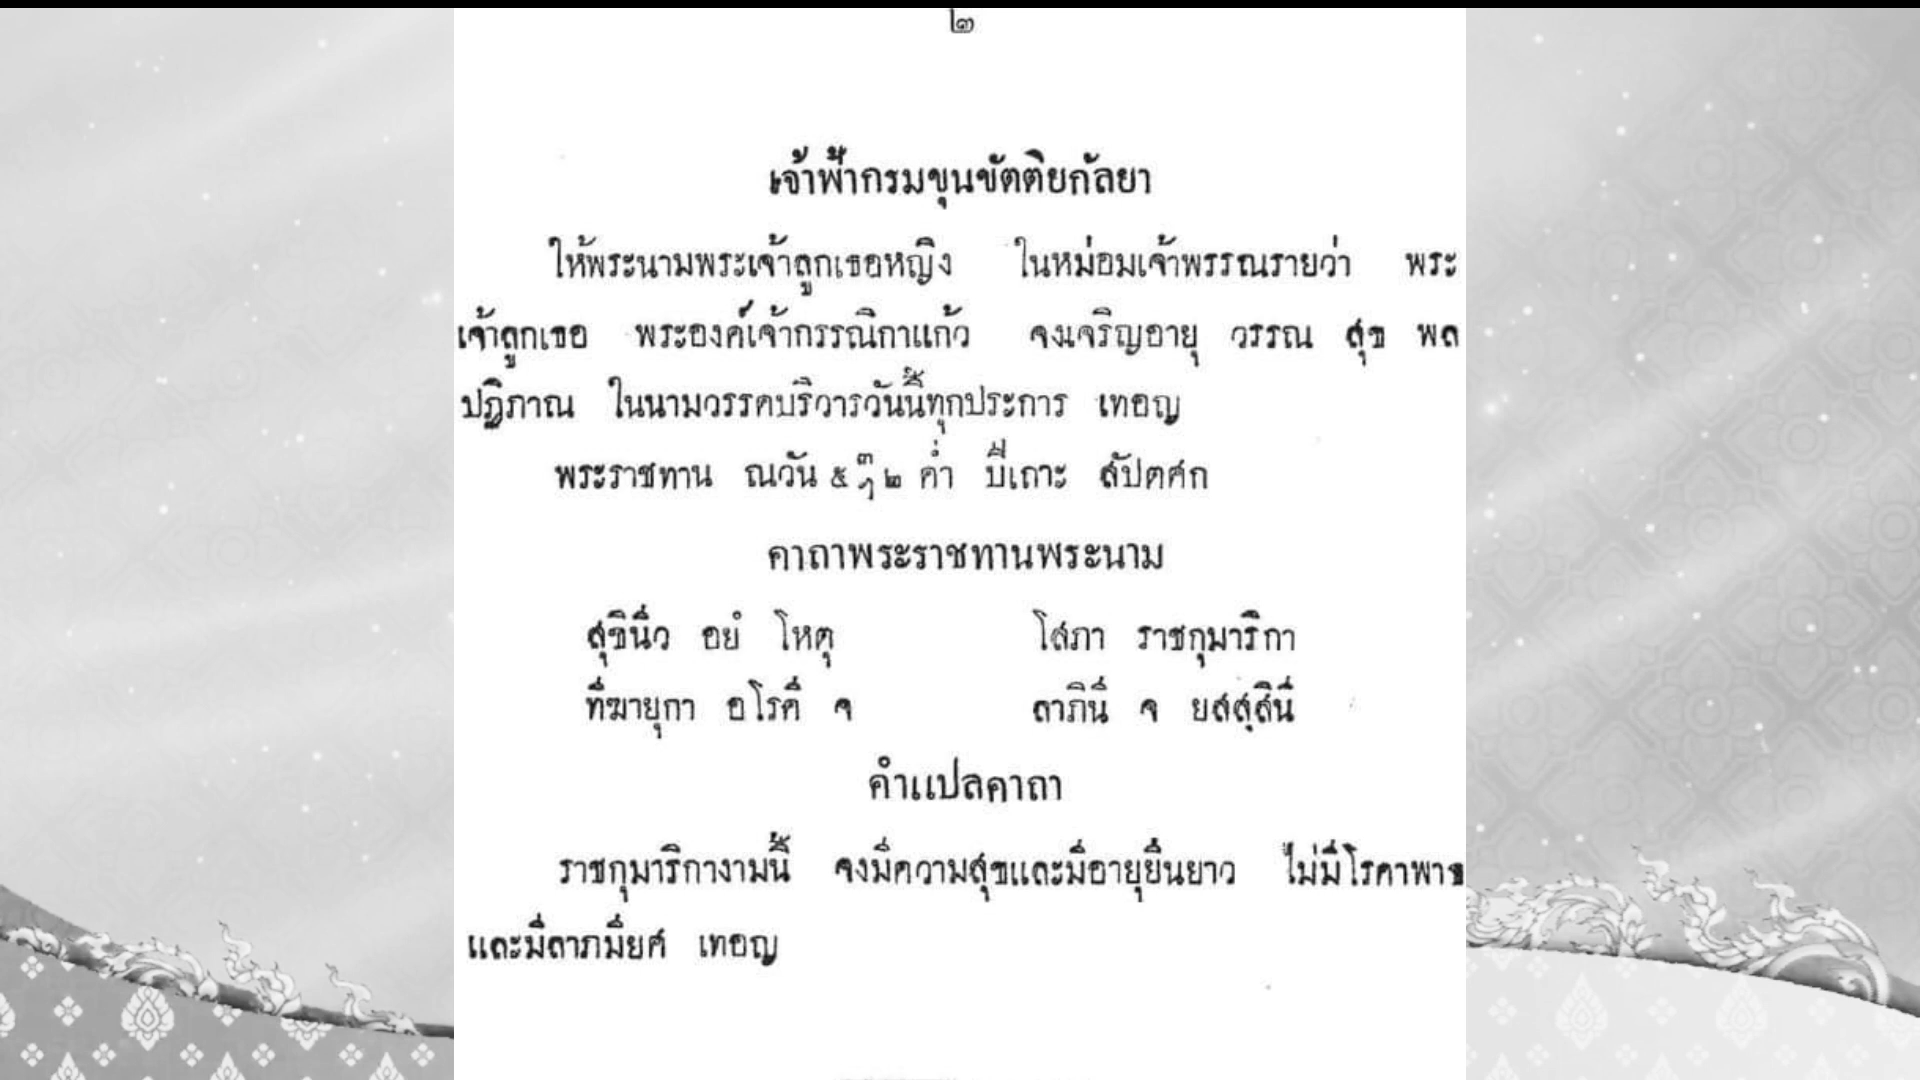 ๒
เจ้าฟ้ากรมขุนขัตติยกัลยา
ให้พระนามพระเจ้าลูกเธอหญิง ในหม่อมเจ้าพรรณรายว่า พระ
เจ้าลูกเธอ พระองค์เจ้ากรรณิกาแก้ว จงเจริญอายุ วรรณ สุข พล
ปฏิภาณ ในนามวรรคบริวารวันนี้ทุกประการ เทอญ
พระราชทาน ณวัน ๕ ๓ฯ ๒ ค่ำ ปีเถาะ สัปตศก
คาถาพระราชทานพระนาม
สุขินีว อยํ โหตุ โสภา ราชกุมาริกา
ทีฆายุกา อโรคี จ ลาภินี จ ยสสฺสินี
คำแปลคาถา
ราชกุมาริกางามนี้ จงมีความสุขและมีอายุยืนยาว ไม่มีโรคาพาธ
และมีลาภมียศ เทอญ